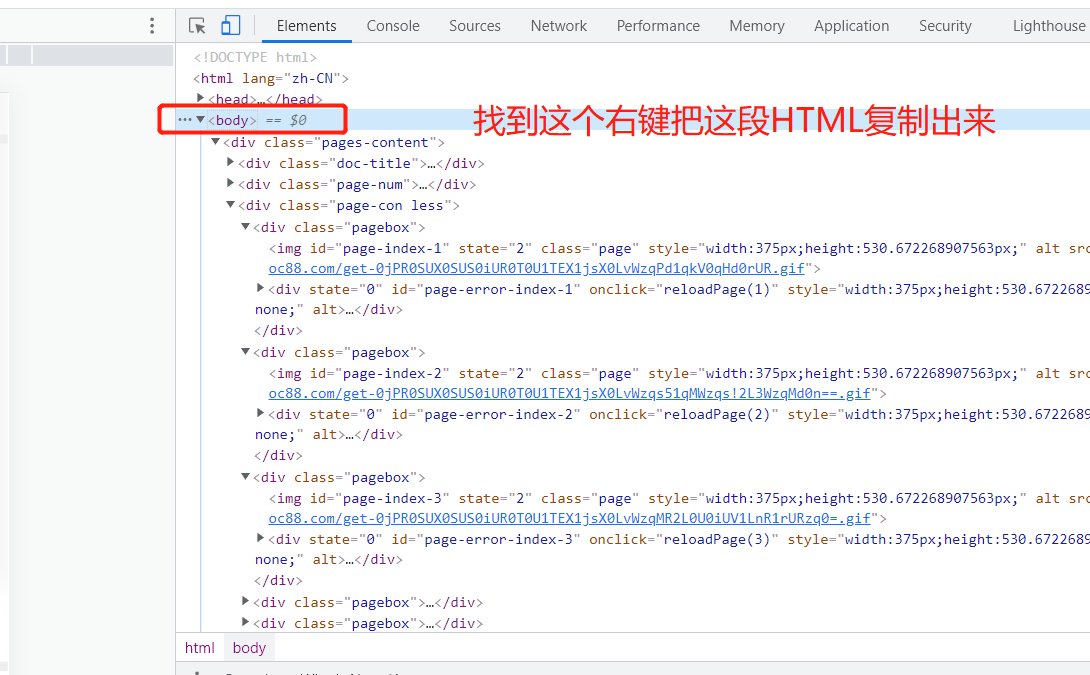 Elements Console Sources Network Performance Memory Application Security Lighthouse
<!DOCTYPE html>
<html lang="zh-CN">
<head>…</head>
<body> == $0
找到这个右键把这段HTML复制出来
<div class="pages-content">
<div class="doc-title">…</div>
<div class="page-num">…</div>
<div class="page-con less">
<div class="pagebox">
<img id="page-index-1" state="2" class="page" style="width:375px;height:530.672268907563px;" alt src
oc88.com/get-0jPR0SUX0SUS0iUR0T0U1TEX1jsX0LvWzqPd1qkV0qHd0rUR.gif">
<div state="0" id="page-error-index-1" onclick="reloadPage(1)" style="width:375px;height:530.6722689
none;" alt>…</div>
</div>
<div class="pagebox">
<img id="page-index-2" state="2" class="page" style="width:375px;height:530.672268907563px;" alt src
oc88.com/get-0jPR0SUX0SUS0iUR0T0U1TEX1jsX0LvWzqs51qMWzqs!2L3WzqMd0n==.gif">
<div state="0" id="page-error-index-2" onclick="reloadPage(2)" style="width:375px;height:530.6722689
none;" alt>…</div>
</div>
<div class="pagebox">
<img id="page-index-3" state="2" class="page" style="width:375px;height:530.672268907563px;" alt src
oc88.com/get-0jPR0SUX0SUS0iUR0T0U1TEX1jsX0LvWzqMR2L0U0iUV1LnR1rURzq0=.gif">
<div state="0" id="page-error-index-3" onclick="reloadPage(3)" style="width:375px;height:530.6722689
none;" alt>…</div>
</div>
<div class="pagebox">…</div>
<div class="pagebox">…</div>
html body